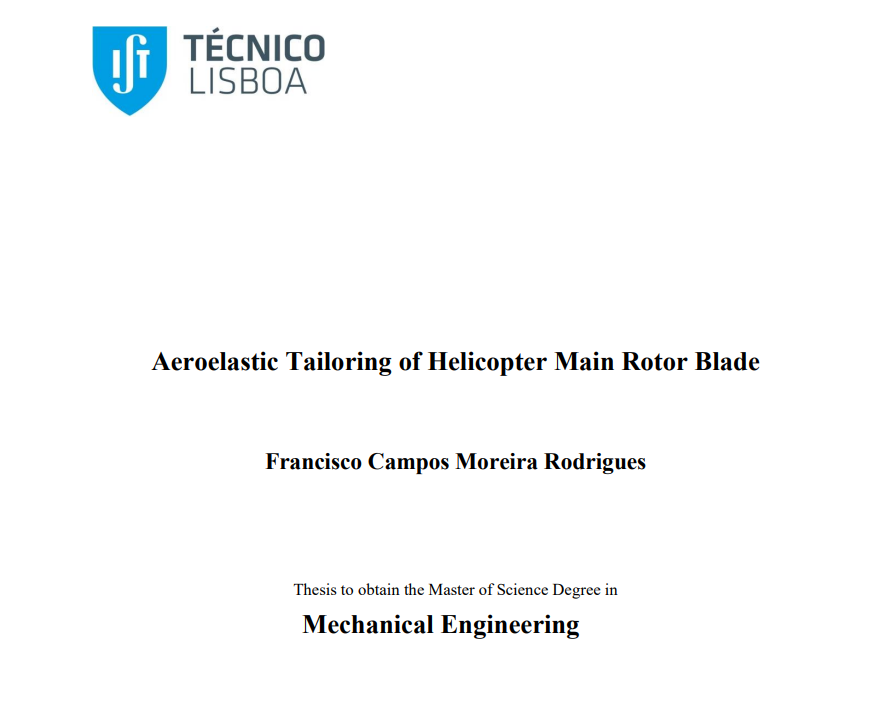 IST
TÉCNICO
LISBOA
Aeroelastic Tailoring of Helicopter Main Rotor Blade
Francisco Campos Moreira Rodrigues
Thesis to obtain the Master of Science Degree in
Mechanical Engineering